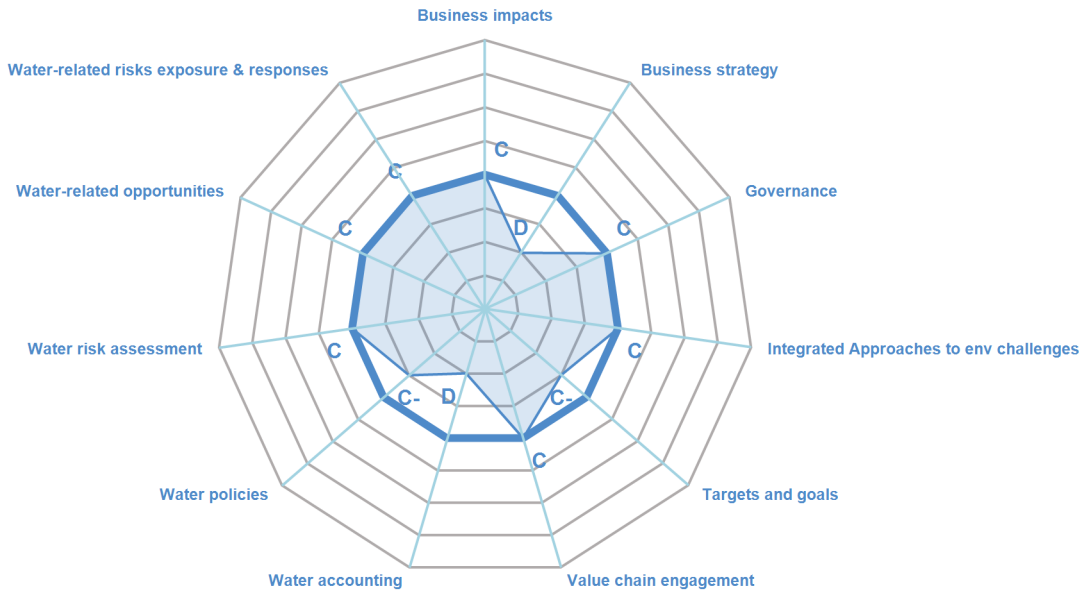 Business impacts
Water-related risks exposure & responses
Business strategy
C
C
Water-related opportunities
Governance
C
D
C
Water risk assessment
Integrated Approaches to env challenges
C
C
C-
D
C-
C
Water policies
Targets and goals
Water accounting
Value chain engagement